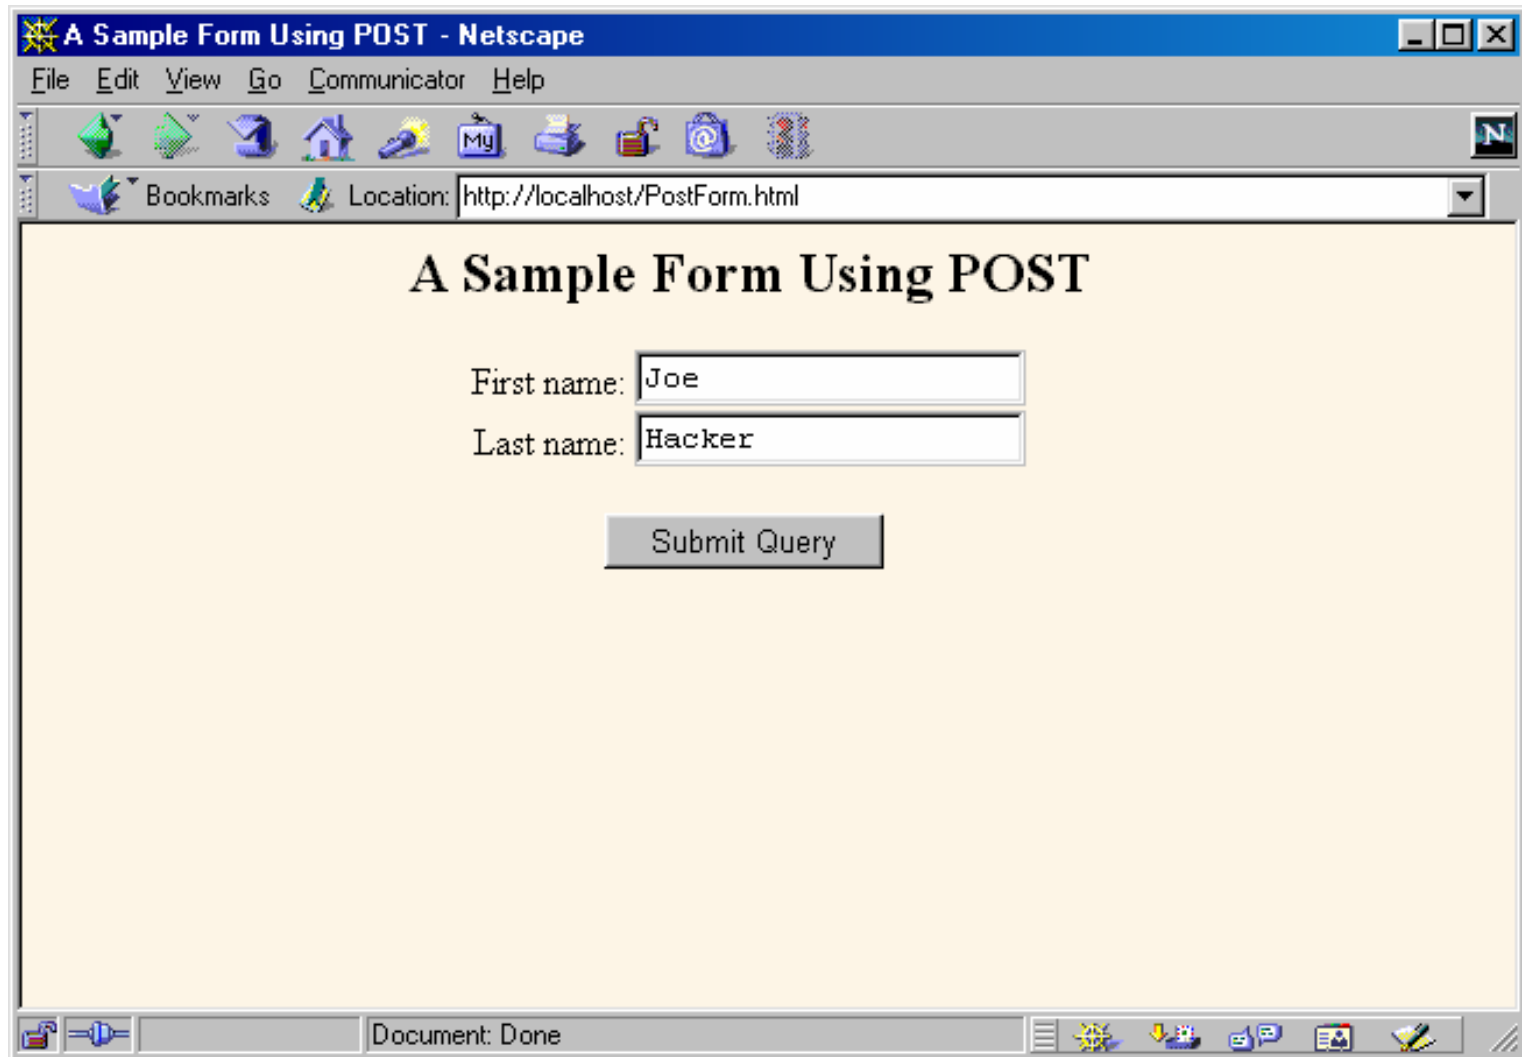 A Sample Form Using POST - Netscape
File Edit View Go Communicator Help
My N
Bookmarks Location: http://localhost/PostForm.html
A Sample Form Using POST
First name: Joe
Last name: Hacker
Submit Query
Document: Done